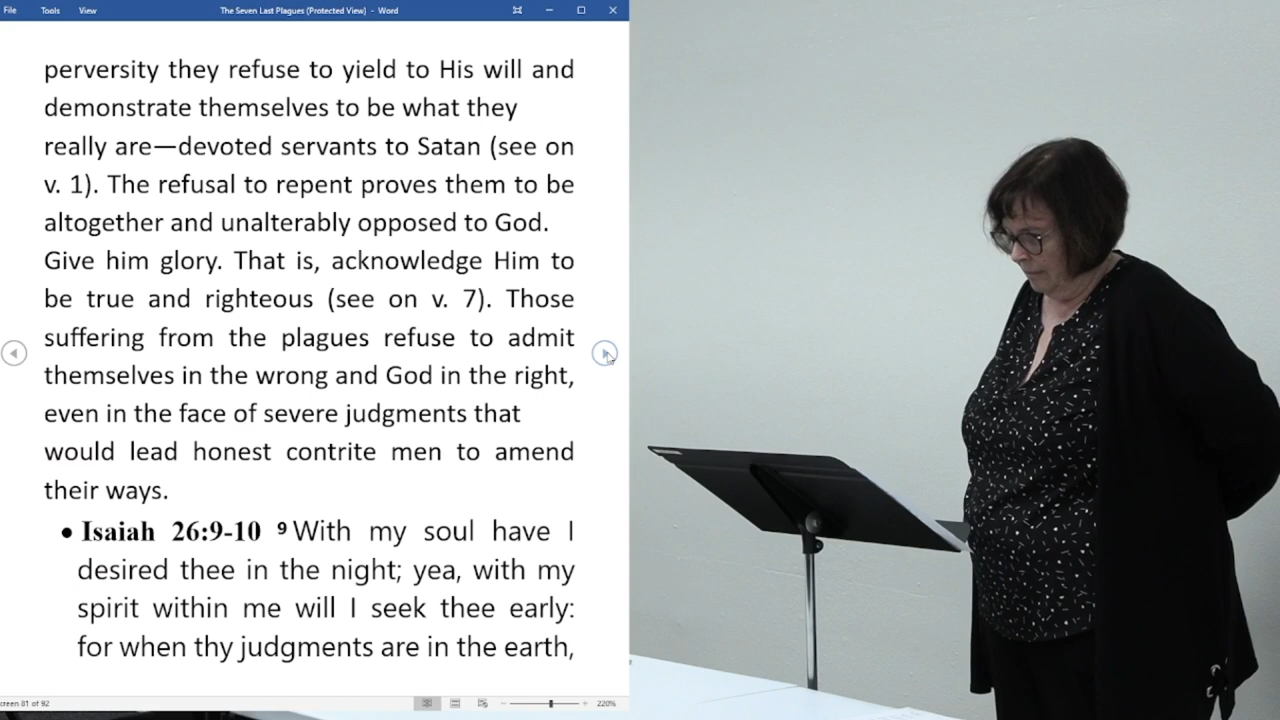 File Tools View The Seven Last Plagues (Protected View) - Word
perversity they refuse to yield to His will and
demonstrate themselves to be what they
really are—devoted servants to Satan (see on
v. 1). The refusal to repent proves them to be
altogether and unalterably opposed to God.
Give him glory. That is, acknowledge Him to
be true and righteous (see on v. 7). Those
suffering from the plagues refuse to admit
themselves in the wrong and God in the right,
even in the face of severe judgments that
would lead honest contrite men to amend
their ways.
• Isaiah 26:9-10 ⁹ With my soul have I
desired thee in the night; yea, with my
spirit within me will I seek thee early:
for when thy judgments are in the earth,
creen 81 of 92 220%